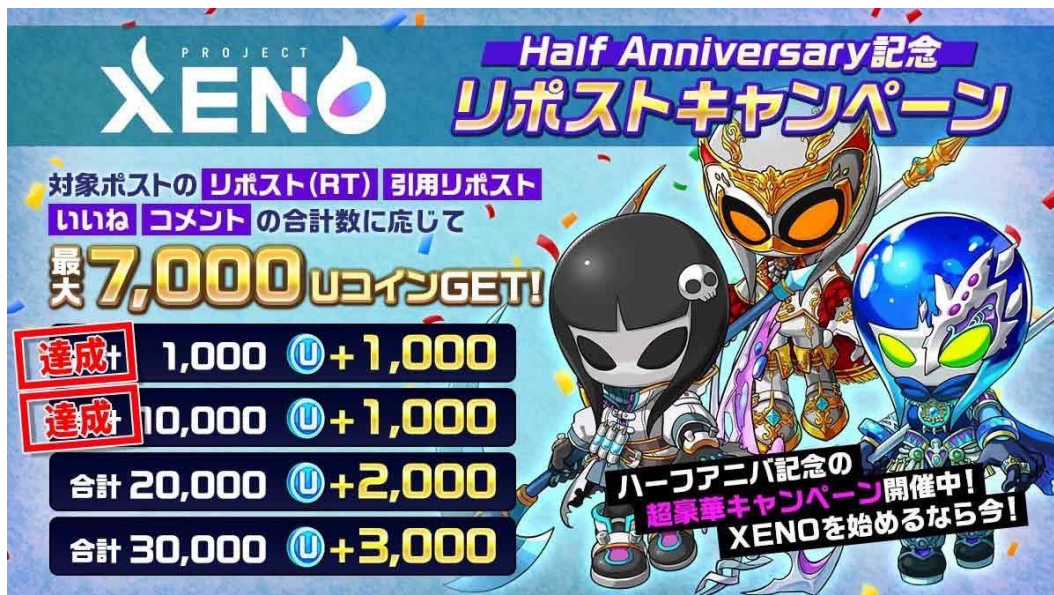 PROJECT
XENO
Half Anniversary記念
リポストキャンペーン
対象ポストの リポスト(RT) 引用リポスト
いいね コメント の合計数に応じて
最大 7,000 UコインGET!
達成 計 1,000 U +1,000
達成 計 10,000 U +1,000
合計 20,000 U +2,000
合計 30,000 U +3,000
ハーフアニバ記念の
超豪華キャンペーン開催中!
XENOを始めるなら今!